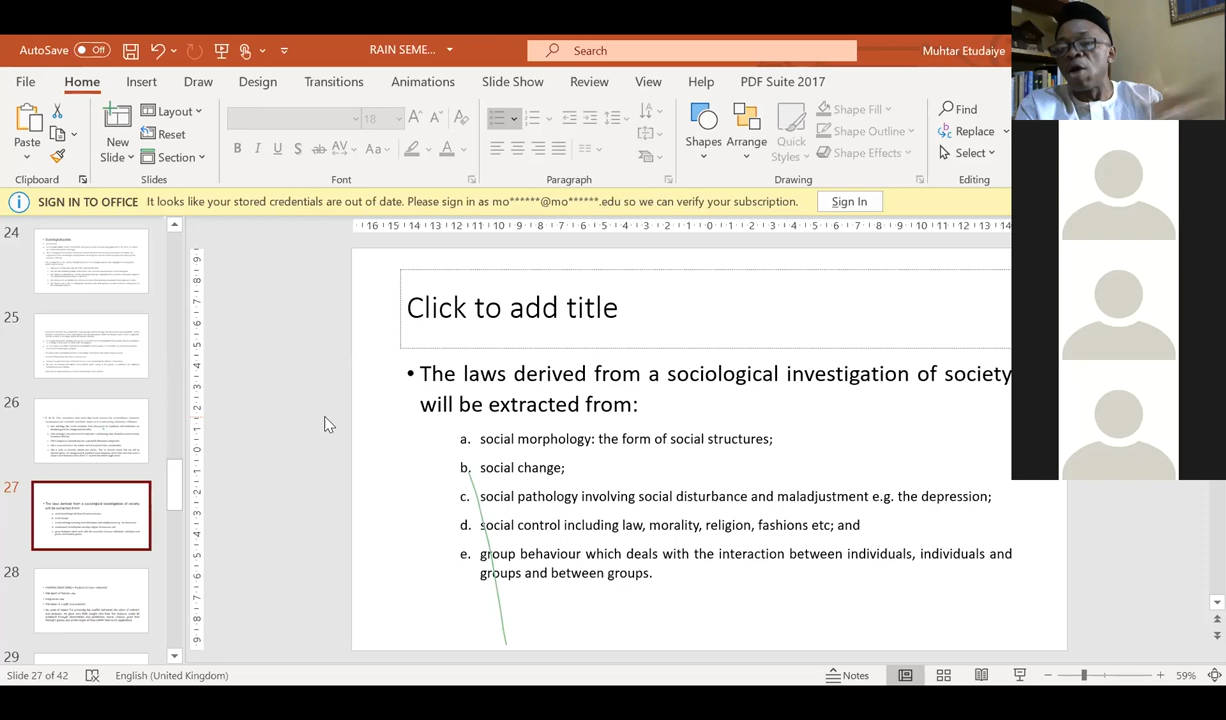 AutoSave Off RAIN SEME... Search Muhtar Etudaiye
File Home Insert Draw Design Transitions Animations Slide Show Review View Help PDF Suite 2017
Paste New Slide Layout Reset Section 18 Shapes Arrange Quick Styles Shape Fill Shape Outline Shape Effects Find Replace Select
Clipboard Slides Font Paragraph Drawing Editing
SIGN IN TO OFFICE It looks like your stored credentials are out of date. Please sign in as mo******@mo******.edu so we can verify your subscription. Sign In
24
25
26
27
28
29
Click to add title
• The laws derived from a sociological investigation of society
will be extracted from:
a. social morphology: the form of social structures;
b. social change;
c. social pathology involving social disturbance and maladjustment e.g. the depression;
d. social control including law, morality, religion, fashions etc; and
e. group behaviour which deals with the interaction between individuals, individuals and
groups and between groups.
Slide 27 of 42 English (United Kingdom) Notes 59%